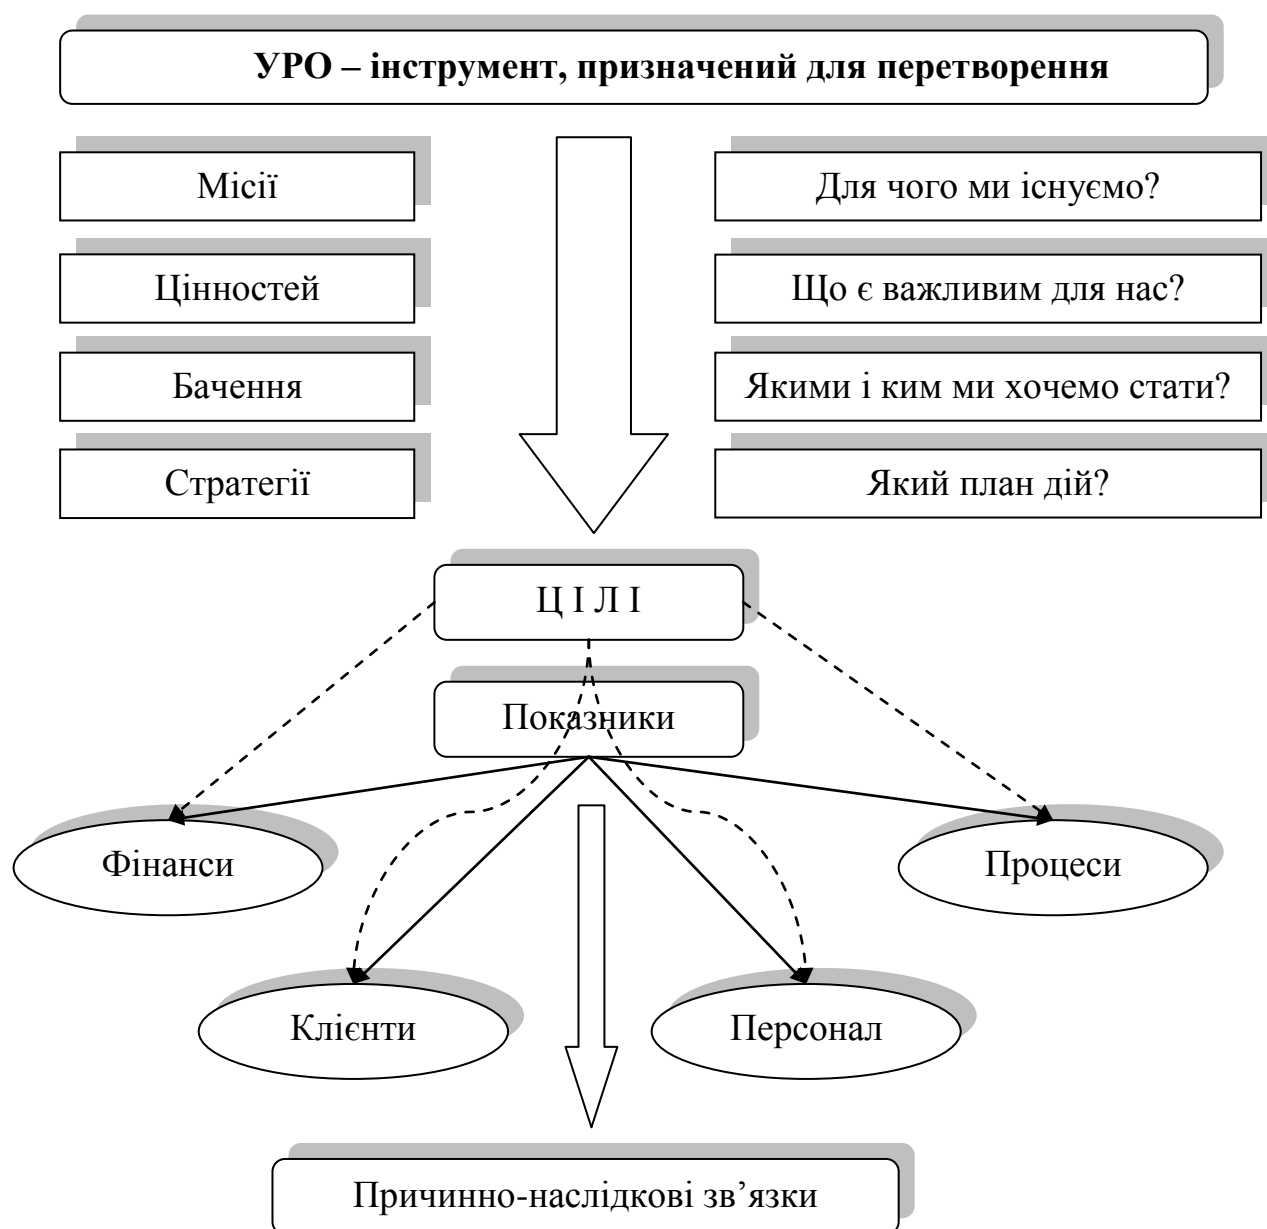 УРО – інструмент, призначений для перетворення
Місії
Для чого ми існуємо?
Цінностей
Що є важливим для нас?
Бачення
Якими і ким ми хочемо стати?
Стратегії
Який план дій?
Ц І Л І
Показники
Фінанси
Процеси
Клієнти
Персонал
Причинно-наслідкові зв’язки